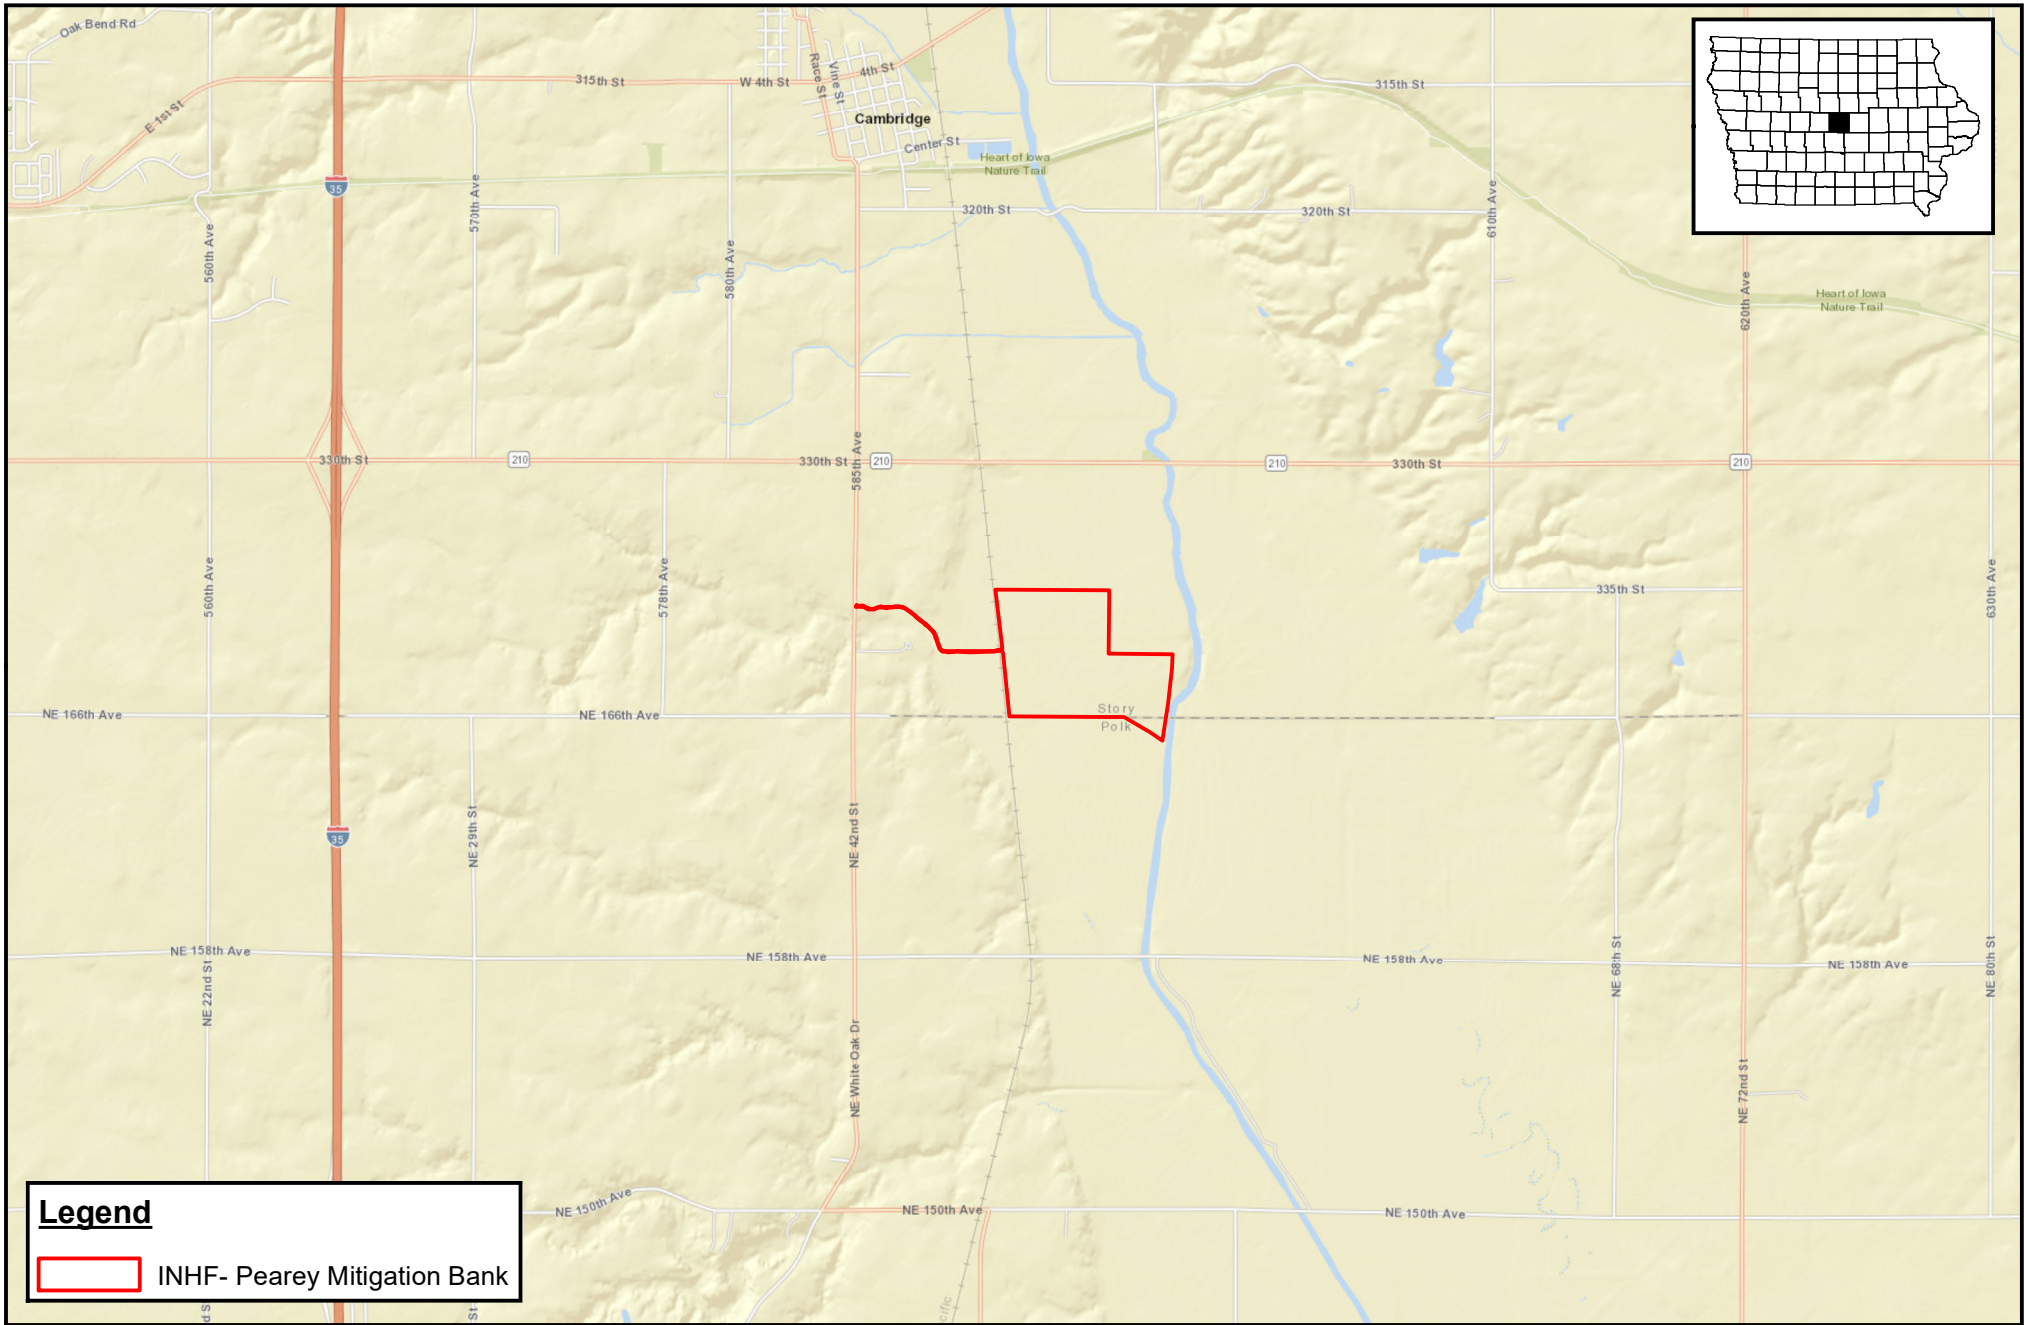 Oak Bend Rd
E 1st St
315th St
W 4th St
Race St
Vine St
4th St
315th St
Cambridge
Center St
Heart of Iowa
Nature Trail
35
570th Ave
560th Ave
580th Ave
320th St
320th St
610th Ave
620th Ave
Heart of Iowa
Nature Trail
330th St
210
330th St
210
585th Ave
210
330th St
210
560th Ave
578th Ave
335th St
630th Ave
NE 166th Ave
NE 166th Ave
Story
Polk
35
NE 29th St
NE 42nd St
NE 158th Ave
NE 22nd St
NE 158th Ave
NE 158th Ave
NE 68th St
NE 158th Ave
NE 80th St
NE White Oak Dr
NE 72nd St
NE 150th Ave
NE 150th Ave
NE 150th Ave
Legend
INHF- Pearey Mitigation Bank
d S
St
cific